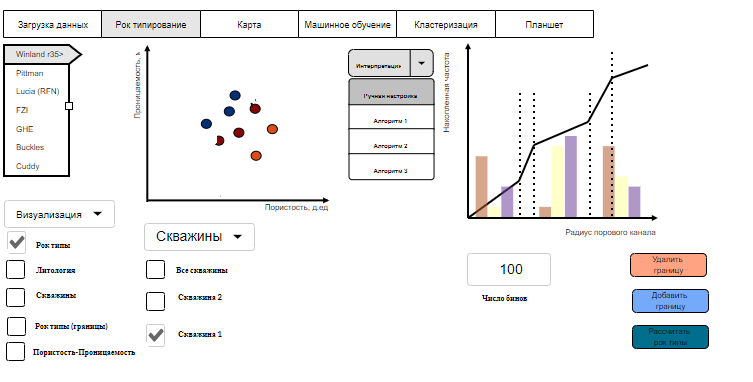 Загрузка данных
Рок типирование
Карта
Машинное обучение
Кластеризация
Планшет
Winland r35>
Pittman
Lucia (RFN)
FZI
GHE
Buckles
Cuddy
Проницаемость, м
Пористость, д.ед
Интерпретация
Ручная настройка
Алгоритм 1
Алгоритм 2
Алгоритм 3
Накопленная частота
Радиус порового канала
Визуализация
Рок типы
Литология
Скважины
Рок типы (границы)
Пористость-Проницаемость
Скважины
Все скважины
Скважина 2
Скважина 1
100
Число бинов
Удалить
границу
Добавить
границу
Рассчитать
рок типы